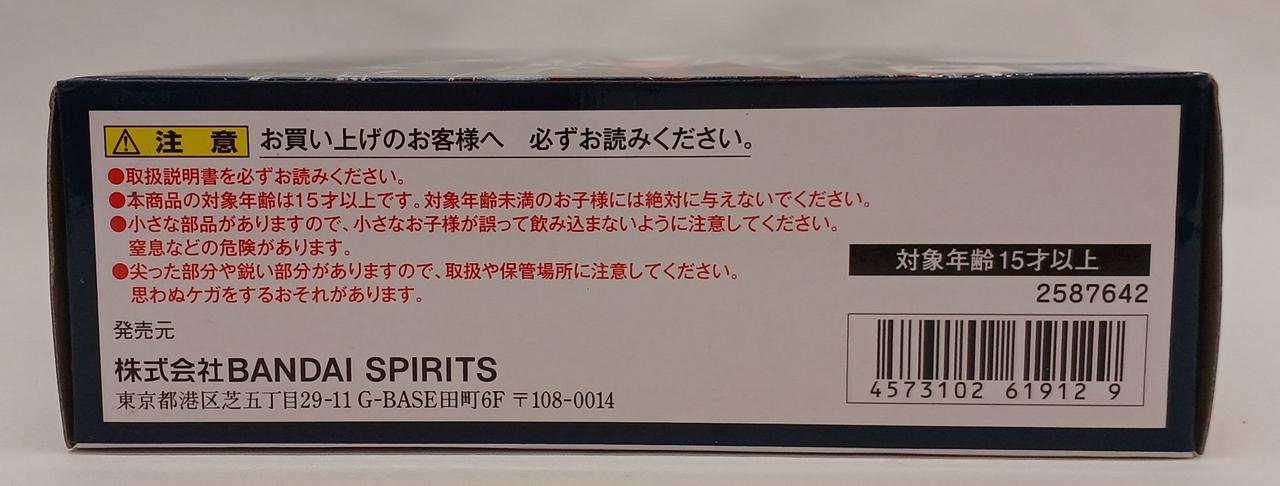 ⚠ 注 意 お買い上げのお客様へ 必ずお読みください。
●取扱説明書を必ずお読みください。
●本商品の対象年齢は15才以上です。対象年齢未満のお子様には絶対に与えないでください。
●小さな部品がありますので、小さなお子様が誤って飲み込まないように注意してください。
窒息などの危険があります。
●尖った部分や鋭い部分がありますので、取扱や保管場所に注意してください。
思わぬケガをするおそれがあります。
対象年齢15才以上
2587642
発売元
株式会社BANDAI SPIRITS
東京都港区芝五丁目29-11 G-BASE田町6F 〒108-0014
4573102 61912 9